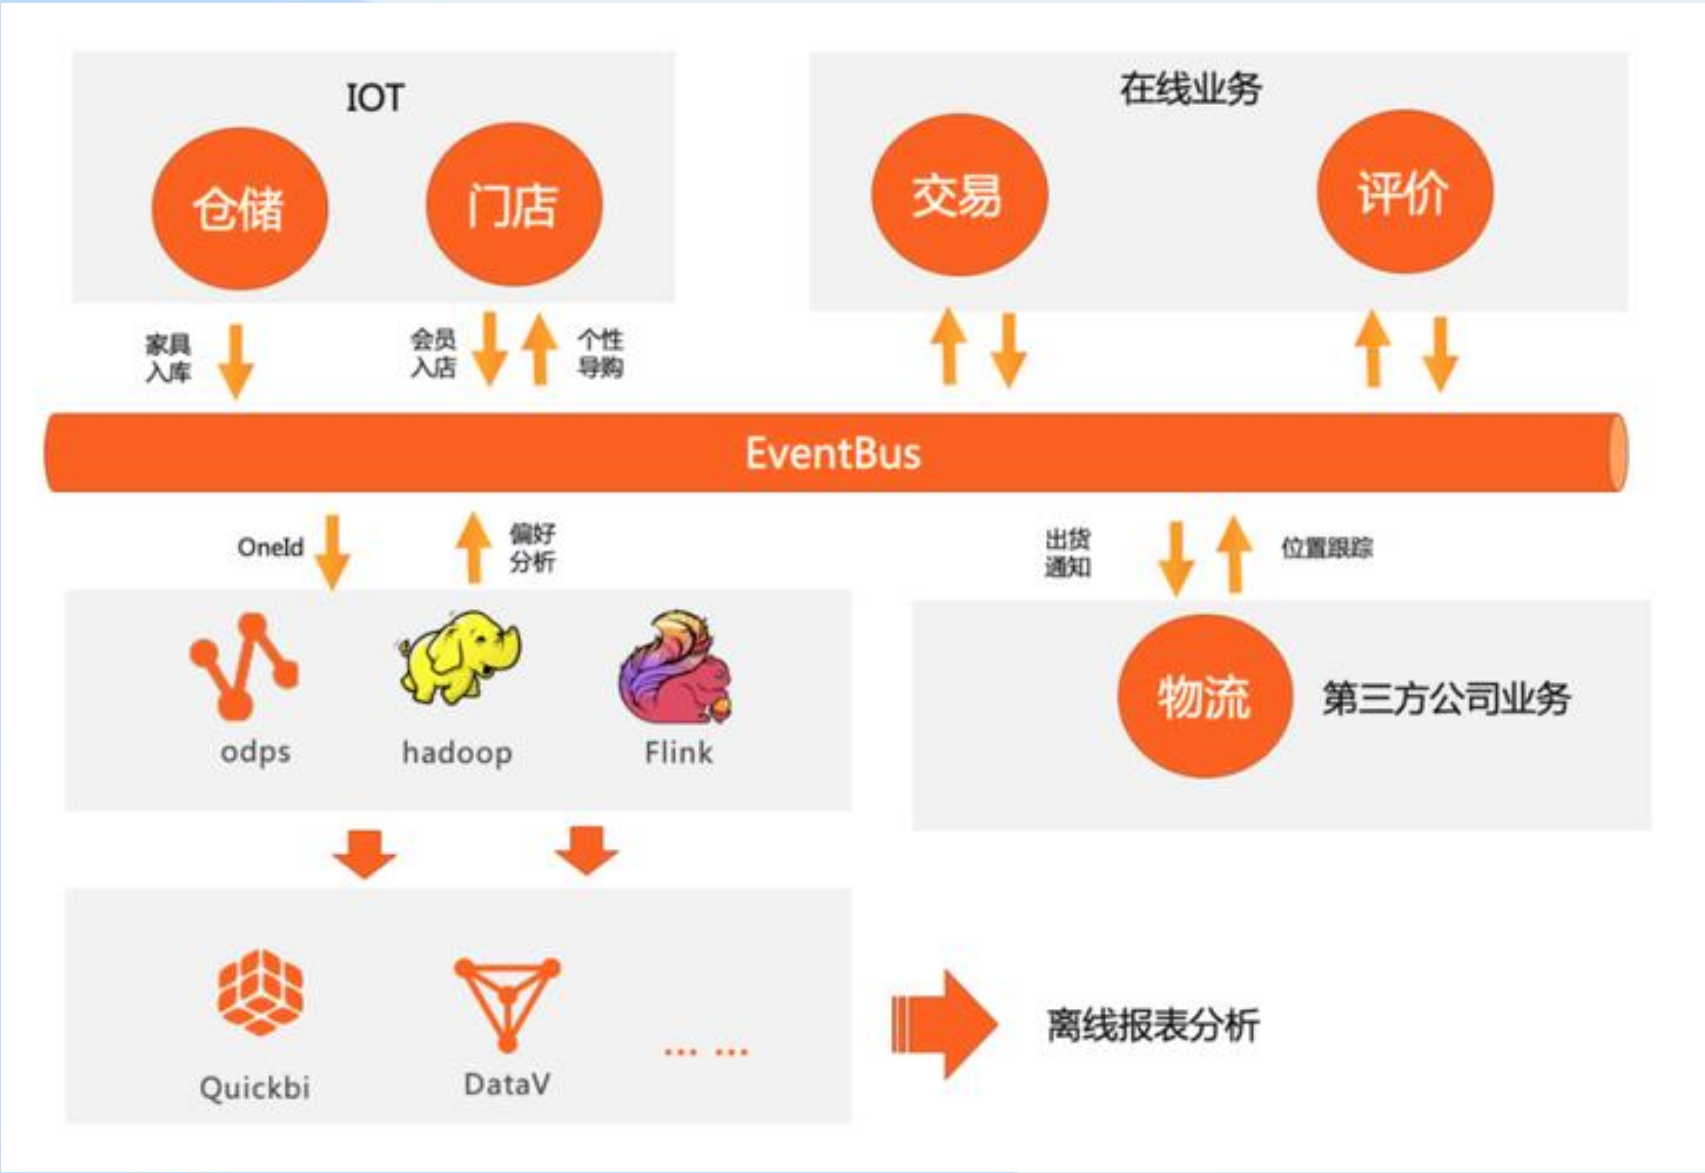 IOT
仓储
门店
在线业务
交易
评价
家具
入库
会员
入店
个性
导购
EventBus
OneId
偏好
分析
出货
通知
位置跟踪
odps
hadoop
Flink
物流
第三方公司业务
Quickbi
DataV
... ...
离线报表分析